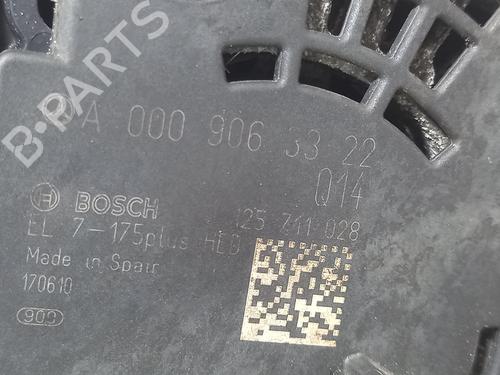 B-PARTS
A 000 906 33 22
Q14
BOSCH
EL 7-175plus HED 125 711 028
Made in Spain
170610
909